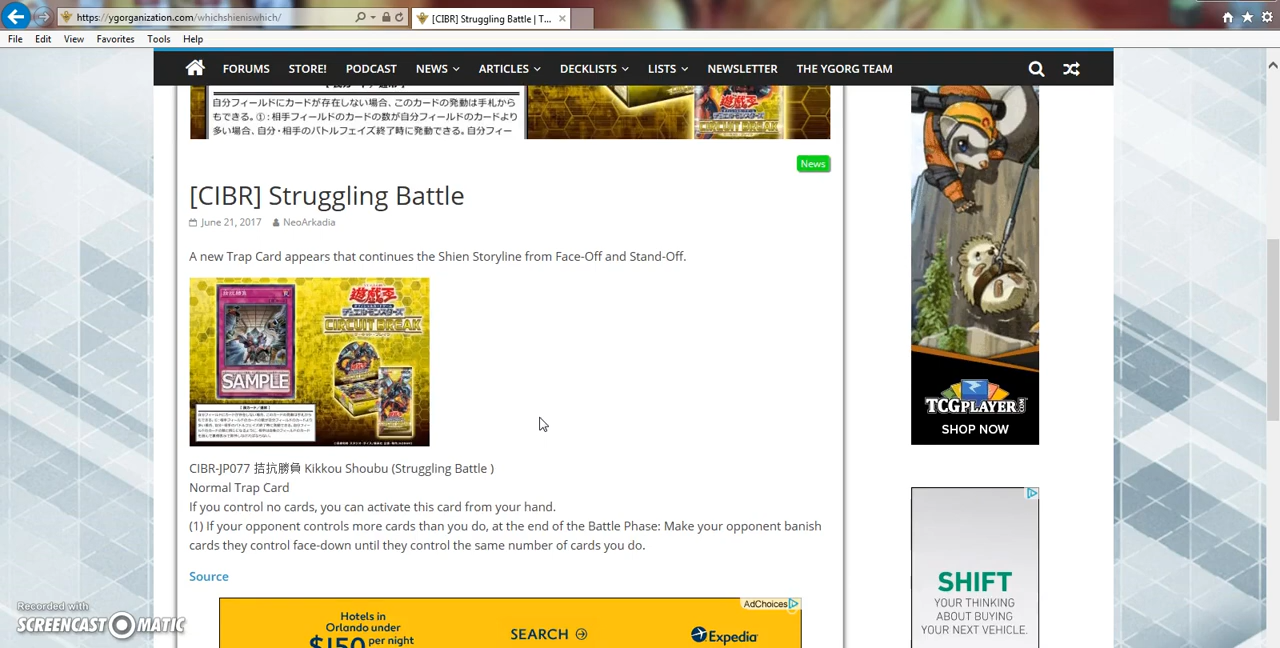 https://ygorganization.com/whichshieniswhich/
[CIBR] Struggling Battle | T...
File Edit View Favorites Tools Help
FORUMS STORE! PODCAST NEWS ARTICLES DECKLISTS LISTS NEWSLETTER THE YGORG TEAM
自分フィールドにカードが存在しない場合、このカードの発動は手札から
もできる。①:相手フィールドのカードの数が自分フィールドのカードより
多い場合、自分・相手のバトルフェイズ終了時に発動できる。自分フィー
CIRCUIT BREAK
News
[CIBR] Struggling Battle
June 21, 2017 NeoArkadia
A new Trap Card appears that continues the Shien Storyline from Face-Off and Stand-Off.
拮抗勝負
SAMPLE
遊戯王
CIRCUIT BREAK
CIBR-JP077 拮抗勝負 Kikkou Shoubu (Struggling Battle )
Normal Trap Card
If you control no cards, you can activate this card from your hand.
(1) If your opponent controls more cards than you do, at the end of the Battle Phase: Make your opponent banish
cards they control face-down until they control the same number of cards you do.
Source
AdChoices
Hotels in
Orlando under
$150 per night
SEARCH
Expedia
TCGPLAYER.com
SHOP NOW
SHIFT
YOUR THINKING
ABOUT BUYING
YOUR NEXT VEHICLE.
Recorded with
SCREENCAST-O-MATIC